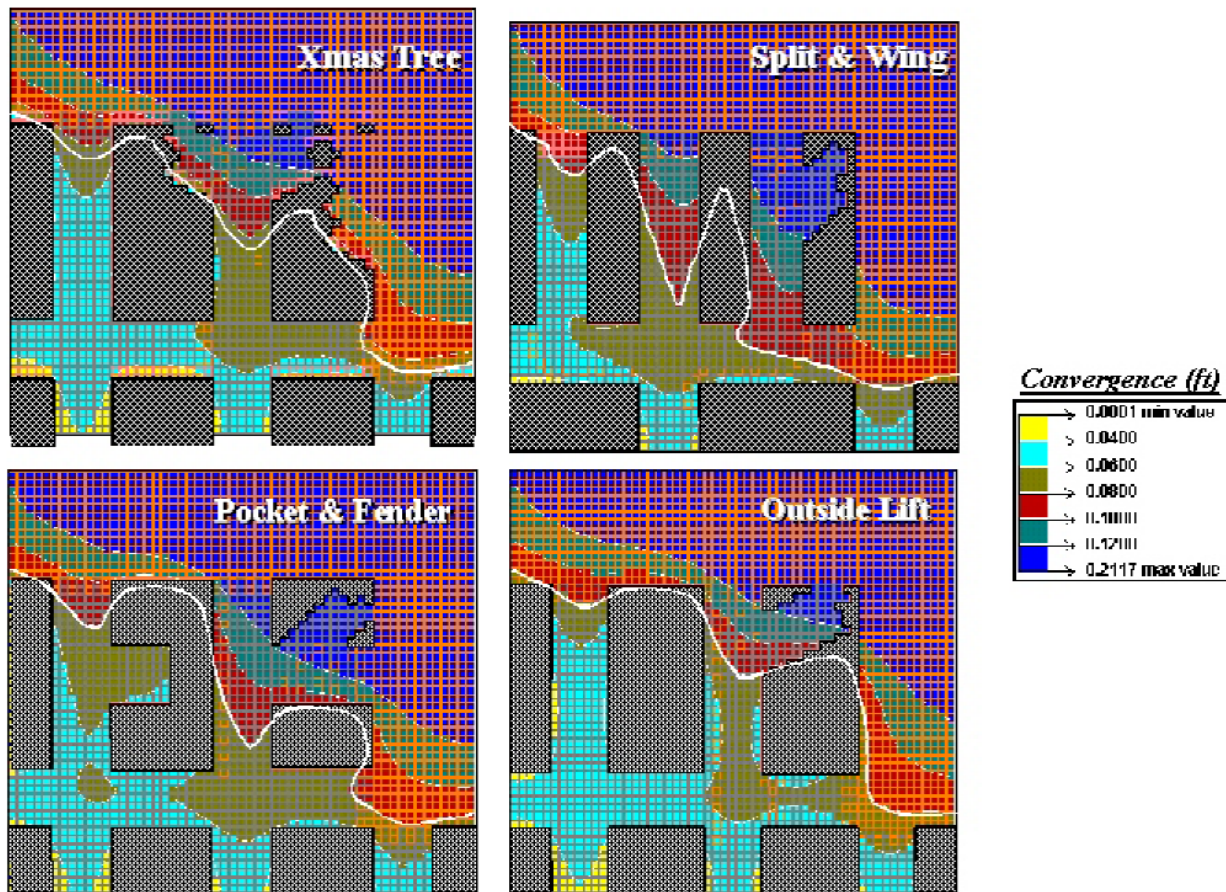 Xmas Tree
Split & Wing
Pocket & Fender
Outside Lift
Convergence (ft)
0.0001 min value
0.0400
0.0600
0.0800
0.1000
0.1200
0.2117 max value